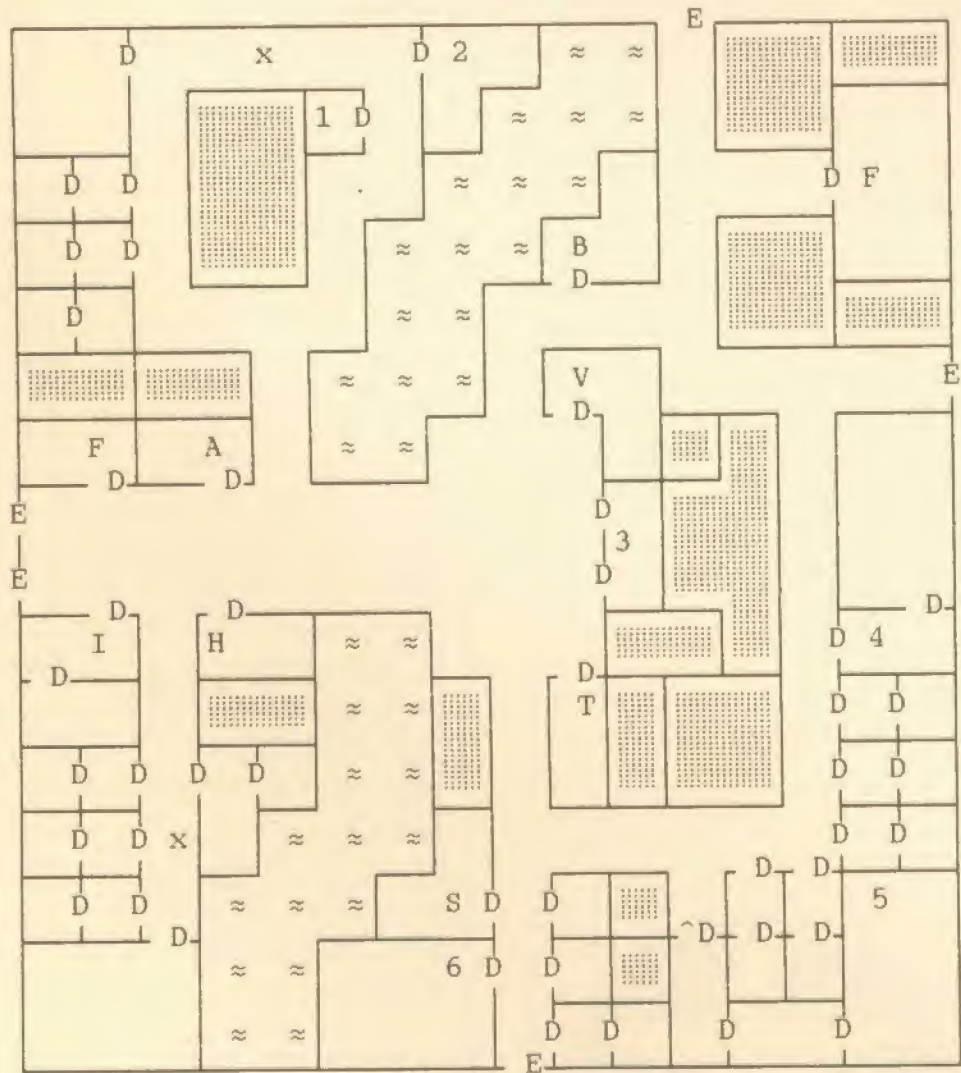 E
D x D 2 ≈ ≈
1 D ≈ ≈ ≈
D D ≈ ≈ ≈ D F
D D ≈ ≈ ≈ B
D
D ≈ ≈
≈ ≈ ≈ V E
D
F A ≈ ≈
D D
E D
3
E D
D D D
I H ≈ ≈ D 4
D D
≈ ≈ T D D
D D D D ≈ ≈ D D
D D x ≈ ≈ ≈ D D
D D
D D ≈ ≈ ≈ S D D 5
D ^D D D
≈ ≈ 6 D D
≈ ≈ D D D D
E